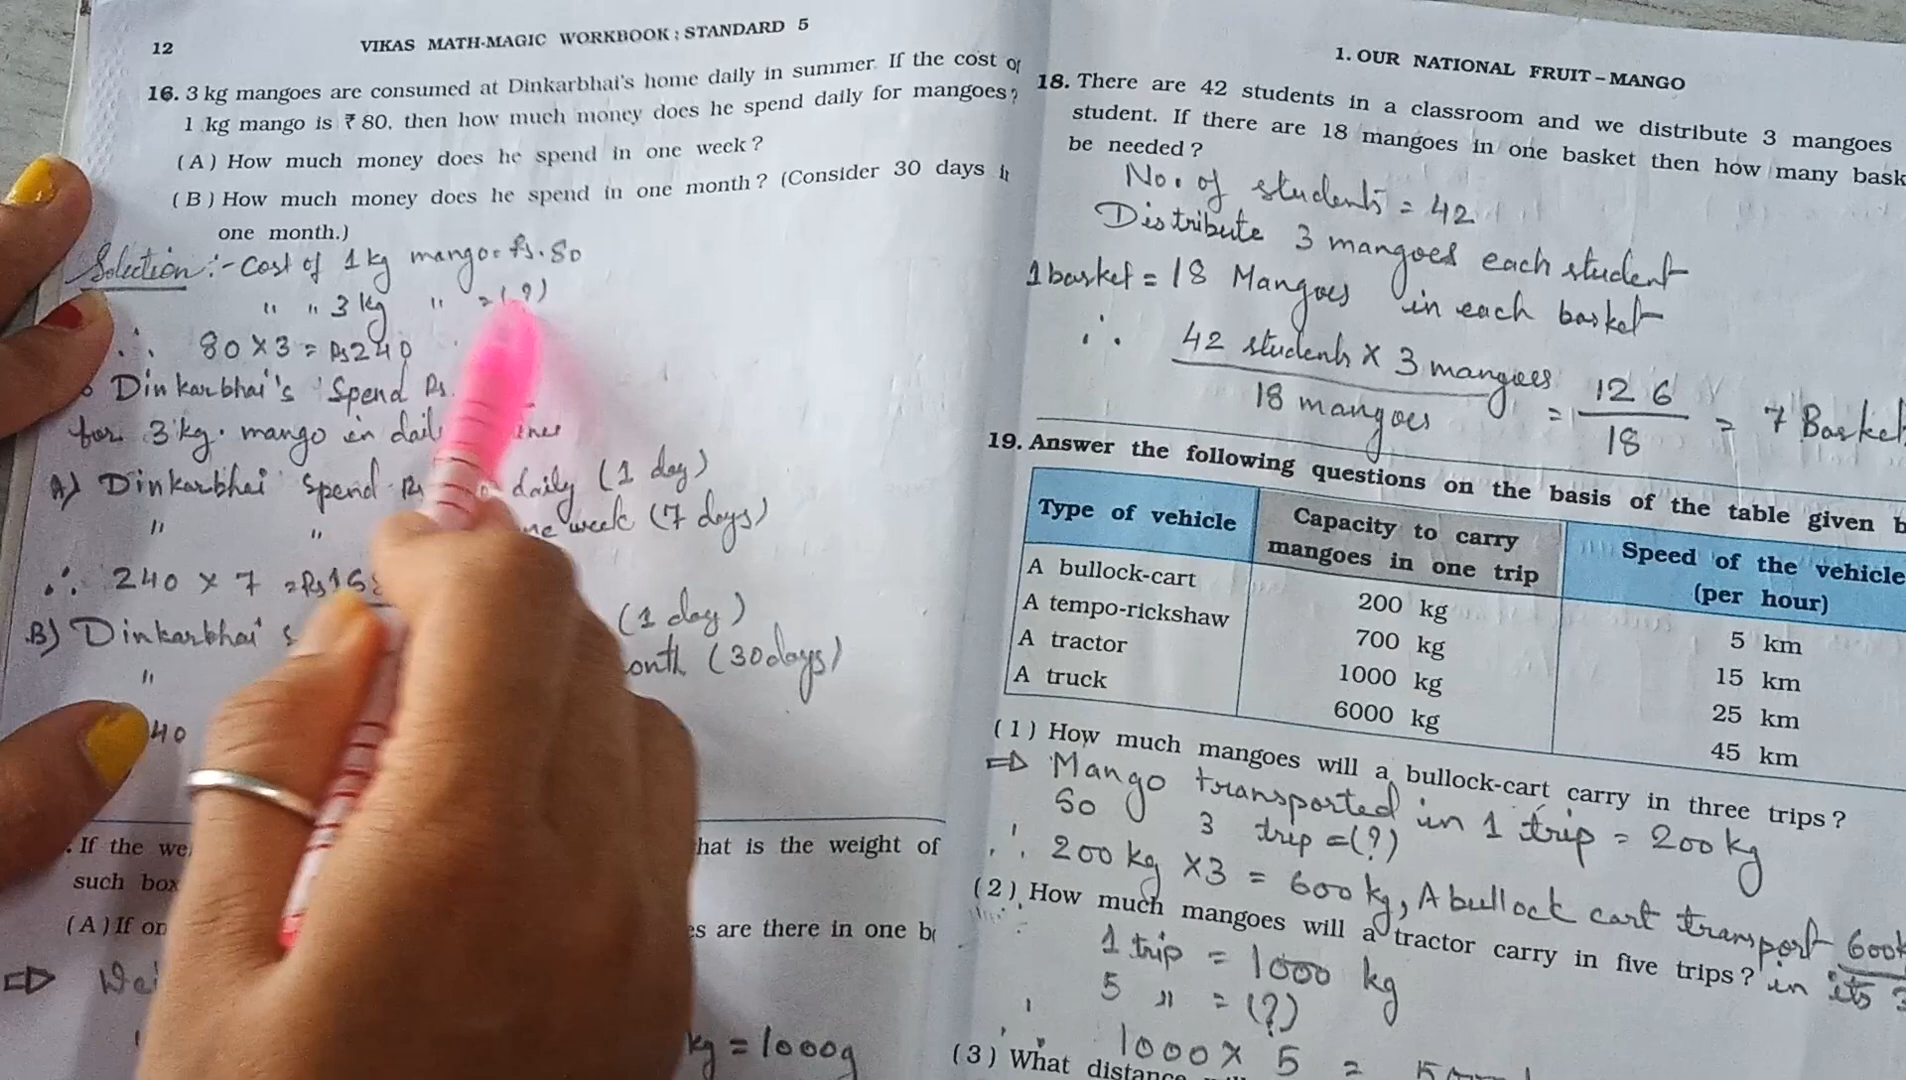 12
VIKAS MATH-MAGIC WORKBOOK : STANDARD 5
16. 3 kg mangoes are consumed at Dinkarbhai's home daily in summer. If the cost of
1 kg mango is ₹ 80, then how much money does he spend daily for mangoes?
(A) How much money does he spend in one week?
(B) How much money does he spend in one month? (Consider 30 days in
one month.)
Solection :- Cost of 1 kg mango = Rs. 80
" " 3 kg " = (?)
∴ 80 × 3 = Rs 240
Dinkarbhai's Spend Rs.
for 3 kg. mango in
A) Dinkarbhai Spend Rs daily (1 day)
" " week (7 days)
∴ 240 × 7 = Rs 168
B) Dinkarbhai (1 day)
" onth (30 days)
40
If the we hat is the weight of
such box
(A) If on es are there in one
⇒ Wei
kg = 1000g
1. OUR NATIONAL FRUIT – MANGO
18. There are 42 students in a classroom and we distribute 3 mangoes
student. If there are 18 mangoes in one basket then how many bask
be needed?
No. of students = 42
Distribute 3 mangoes each student
1 basket = 18 Mangoes in each basket
∴ 42 students × 3 mangoes / 18 mangoes = 126 / 18 = 7 Basket
19. Answer the following questions on the basis of the table given b
Type of vehicle | Capacity to carry mangoes in one trip | Speed of the vehicle (per hour)
A bullock-cart | 200 kg | 5 km
A tempo-rickshaw | 700 kg | 15 km
A tractor | 1000 kg | 25 km
A truck | 6000 kg | 45 km
(1) How much mangoes will a bullock-cart carry in three trips?
⇒ Mango transported in 1 trip = 200 kg
So 3 trip = (?)
∴ 200 kg × 3 = 600 kg, A bullock cart transport 600k
in its 3
(2) How much mangoes will a tractor carry in five trips?
1 trip = 1000 kg
5 " = (?)
∴ 1000 × 5 =
(3) What distance